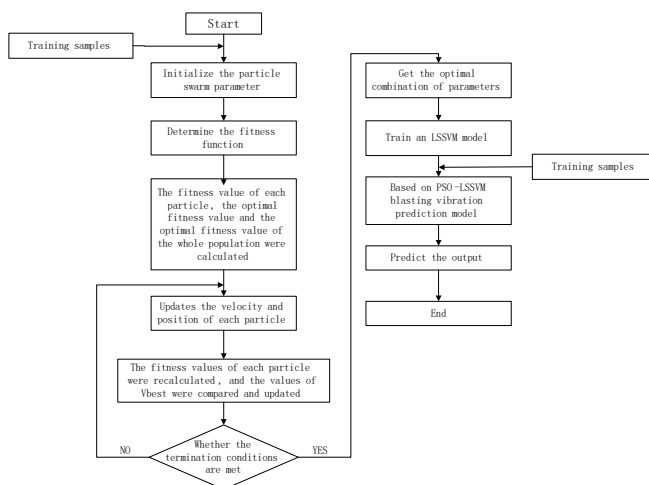 Start
Training samples
Initialize the particle
swarm parameter
Determine the fitness
function
The fitness value of each
particle, the optimal
fitness value and the
optimal fitness value of
the whole population were
calculated
Updates the velocity and
position of each particle
The fitness values of each particle
were recalculated, and the values of
Vbest were compared and updated
Whether the
termination conditions
are met
NO
YES
Get the optimal
combination of parameters
Train an LSSVM model
Training samples
Based on PSO-LSSVM
blasting vibration
prediction model
Predict the output
End